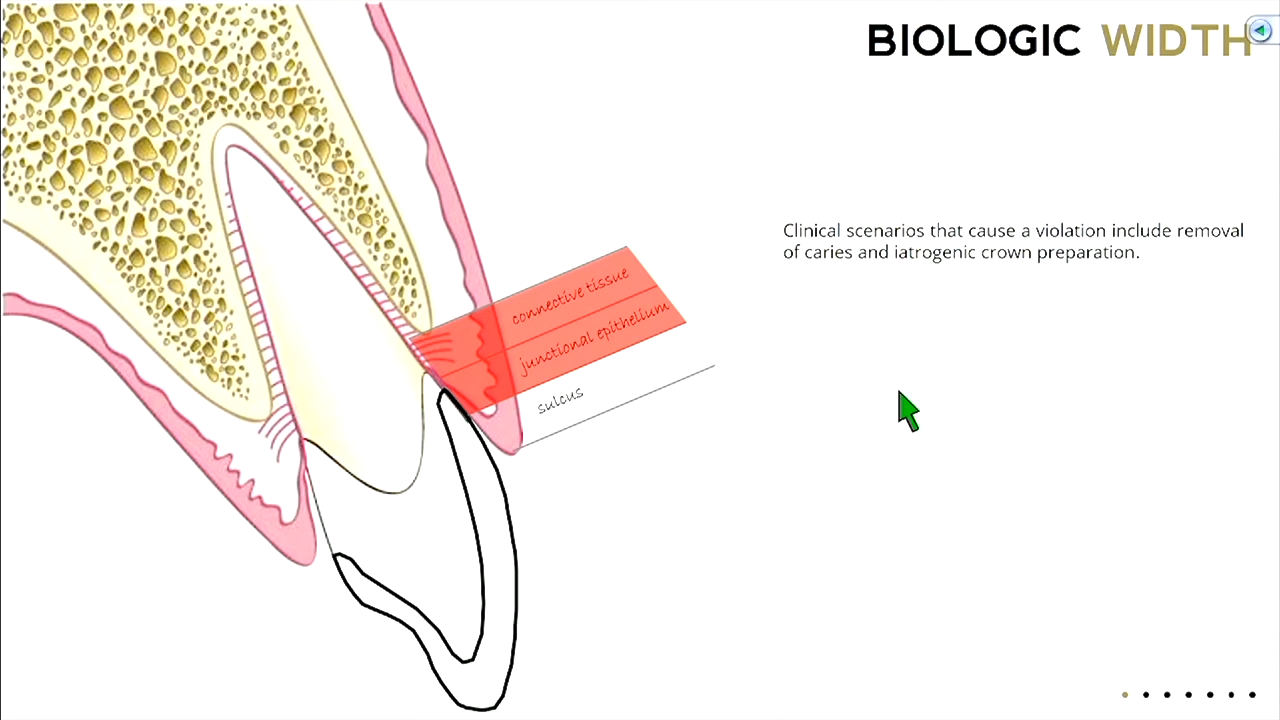 BIOLOGIC WIDTH
Clinical scenarios that cause a violation include removal
of caries and iatrogenic crown preparation.
connective tissue
junctional epithelium
sulcus